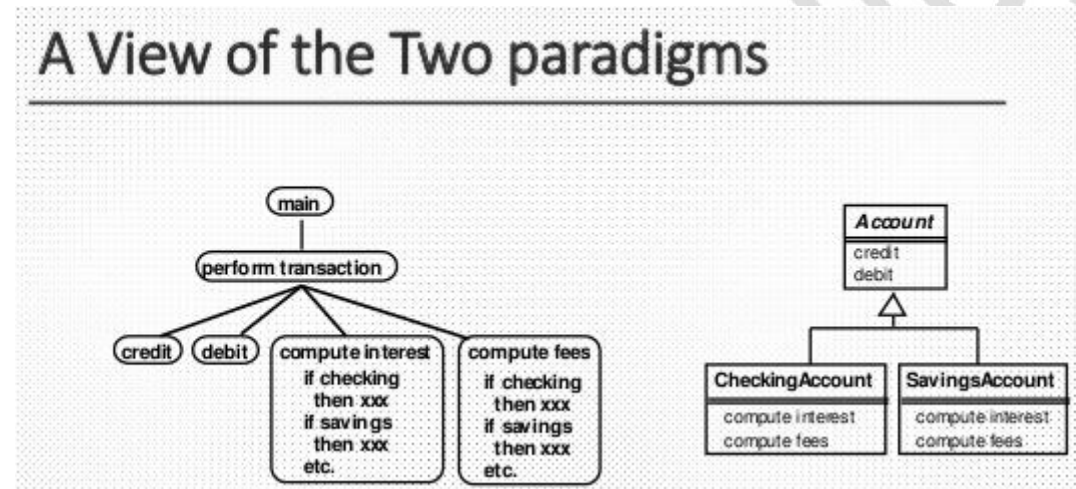 A View of the Two paradigms
main
perform transaction
credit
debit
compute interest
if checking
then xxx
if savings
then xxx
etc.
compute fees
if checking
then xxx
if savings
then xxx
etc.
Account
credit
debit
CheckingAccount
compute interest
compute fees
SavingsAccount
compute interest
compute fees